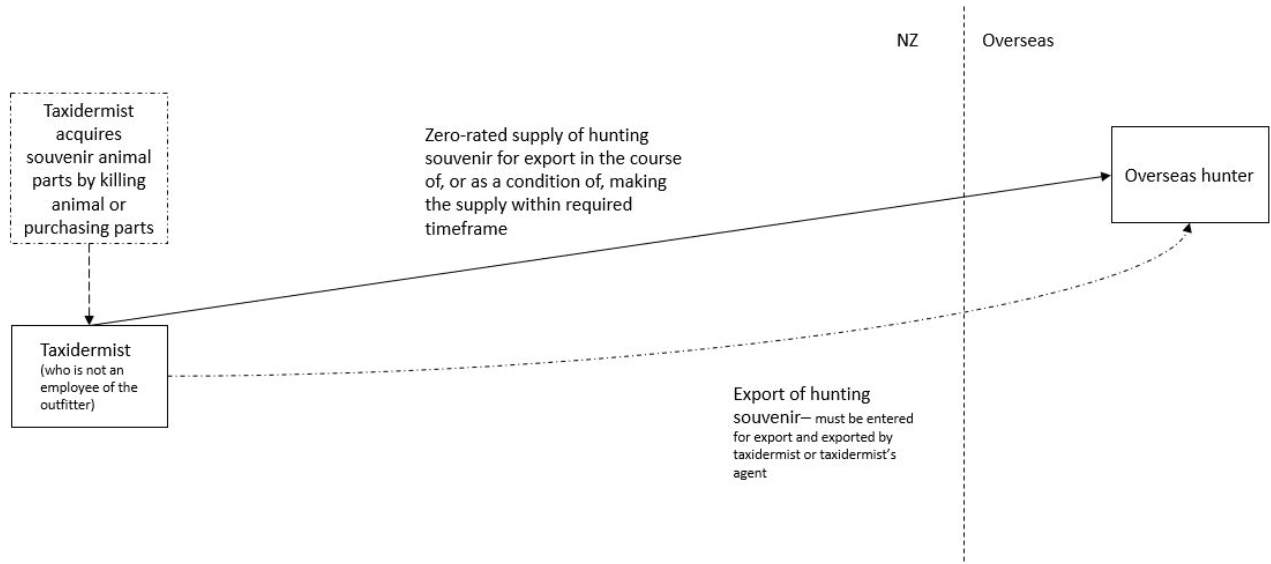 NZ
Overseas
Taxidermist
acquires
souvenir animal
parts by killing
animal or
purchasing parts
Zero-rated supply of hunting
souvenir for export in the course
of, or as a condition of, making
the supply within required
timeframe
Overseas hunter
Taxidermist
(who is not an
employee of the
outfitter)
Export of hunting
souvenir– must be entered
for export and exported by
taxidermist or taxidermist's
agent